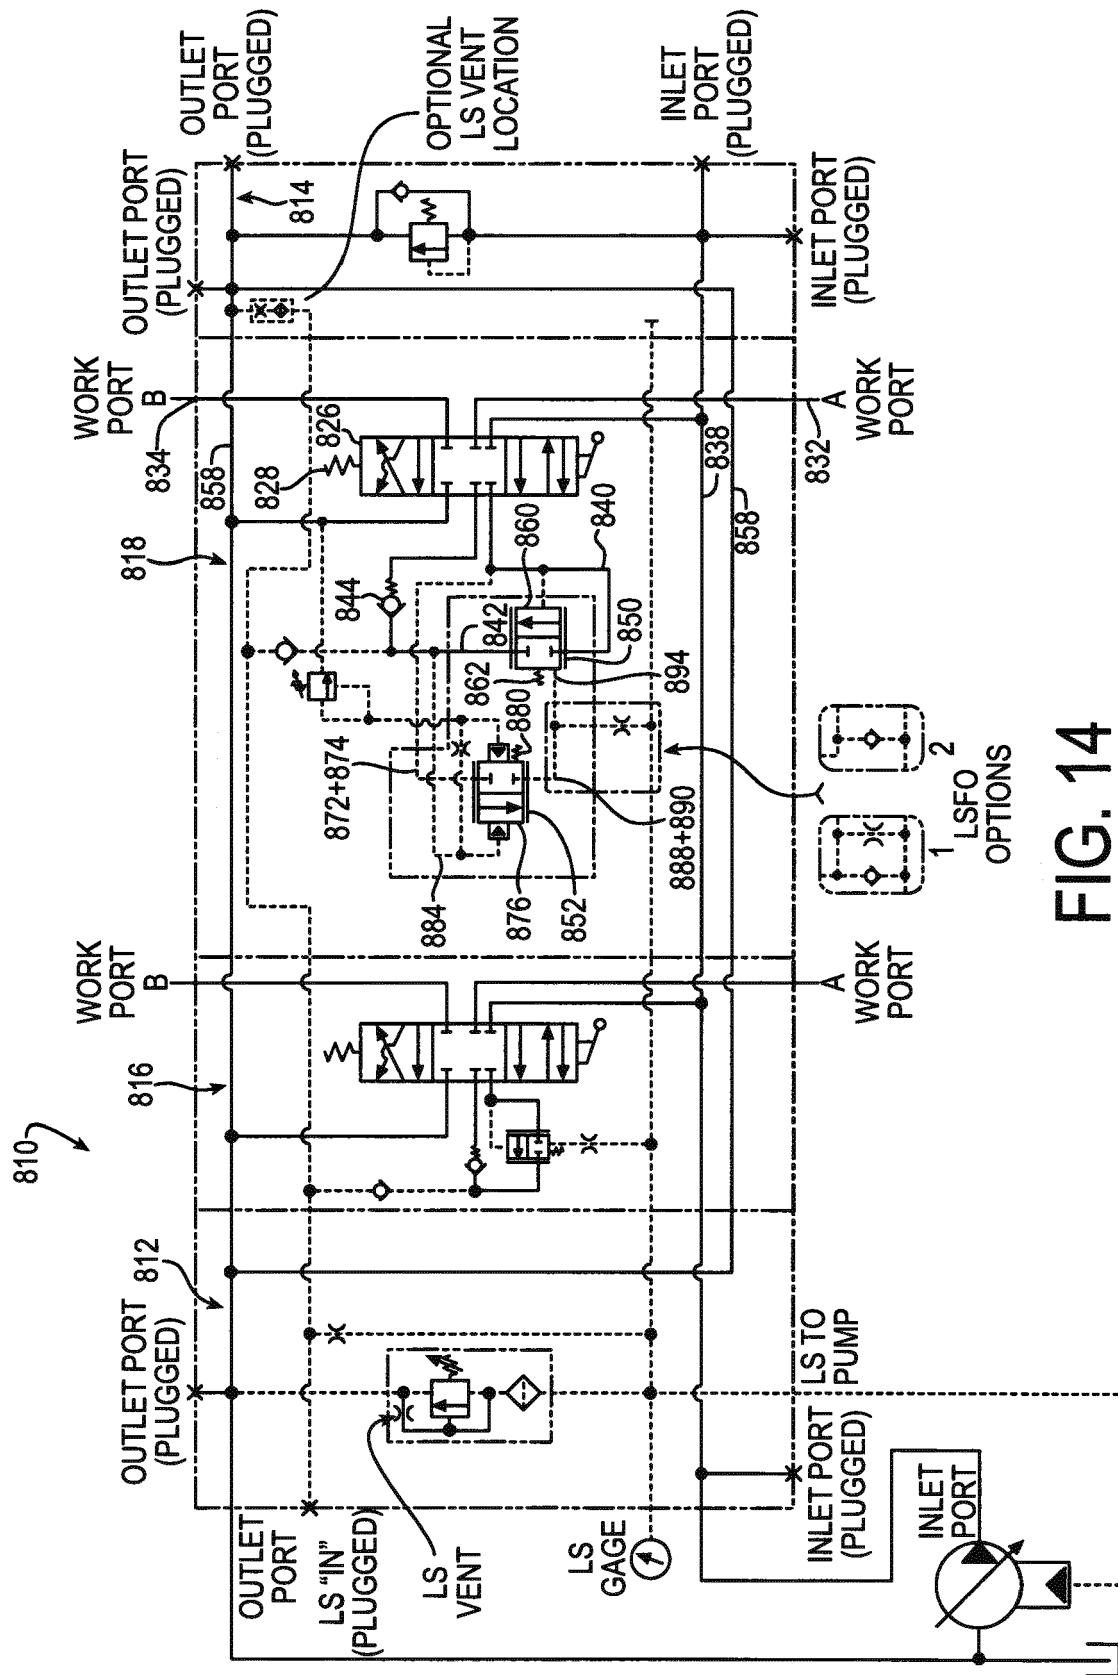 810
812
816
818
OUTLET PORT
(PLUGGED)
WORK
PORT
B
WORK
PORT
B
834
858
OUTLET PORT
(PLUGGED)
OUTLET
PORT
(PLUGGED)
814
OPTIONAL
LS VENT
LOCATION
828
826
844
842
872+874
862
860
840
880
850
894
884
876
852
888+890
838
858
OUTLET
PORT
LS "IN"
(PLUGGED)
LS
VENT
LS
GAGE
INLET PORT
(PLUGGED)
LS TO
PUMP
INLET
PORT
A
WORK
PORT
832
A
WORK
PORT
INLET PORT
(PLUGGED)
INLET
PORT
(PLUGGED)
1
2
LSFO
OPTIONS
FIG. 14